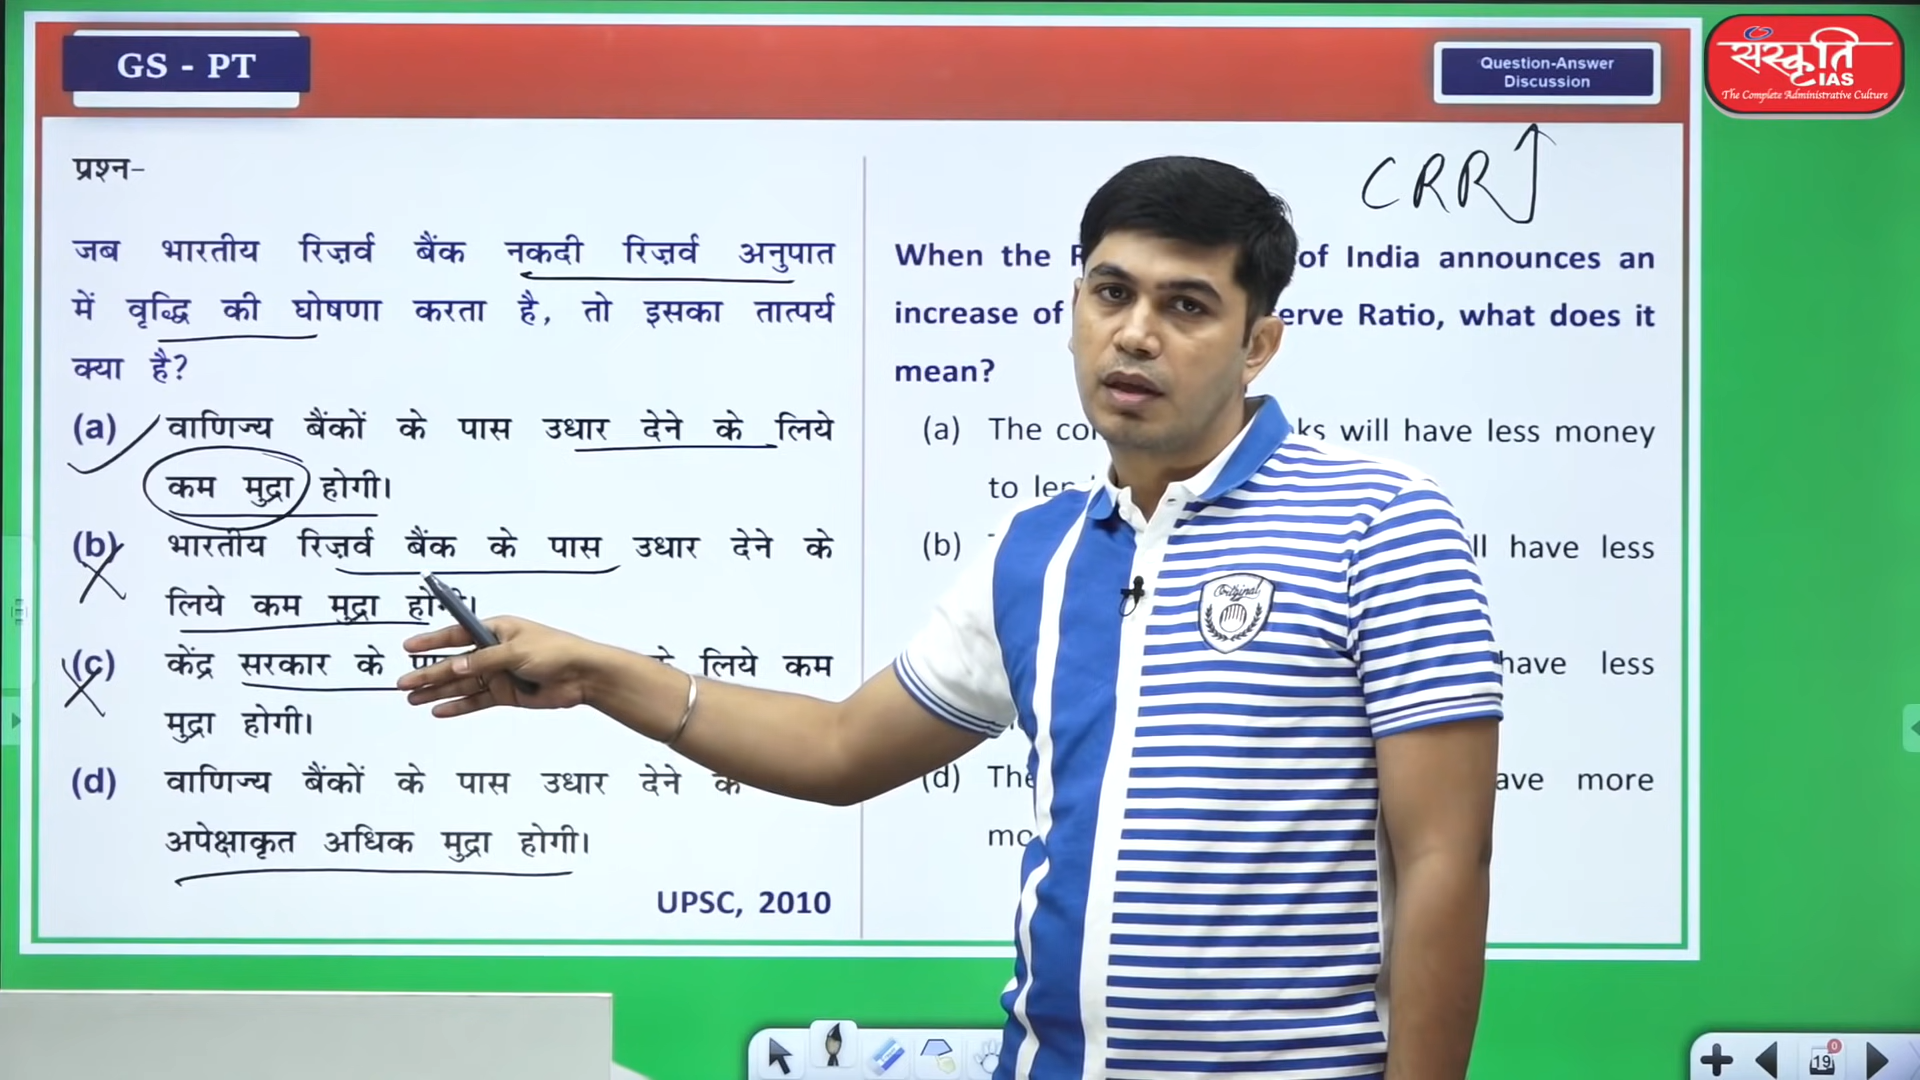 GS - PT
Question-Answer
Discussion
संस्कृति
IAS
The Complete Administrative Culture
CRR↑
प्रश्न-
जब भारतीय रिज़र्व बैंक नकदी रिज़र्व अनुपात
में वृद्धि की घोषणा करता है, तो इसका तात्पर्य
क्या है?
(a) वाणिज्य बैंकों के पास उधार देने के लिये
कम मुद्रा होगी।
(b) भारतीय रिज़र्व बैंक के पास उधार देने के
लिये कम मुद्रा
(c) केंद्र सरकार के लिये कम
मुद्रा होगी।
(d) वाणिज्य बैंकों के पास उधार देने
अपेक्षाकृत अधिक मुद्रा होगी।
UPSC, 2010
When the of India announces an
increase of Ratio, what does it
mean?
(a) The will have less money
to
(b) have less
have less
(d) more
19
0